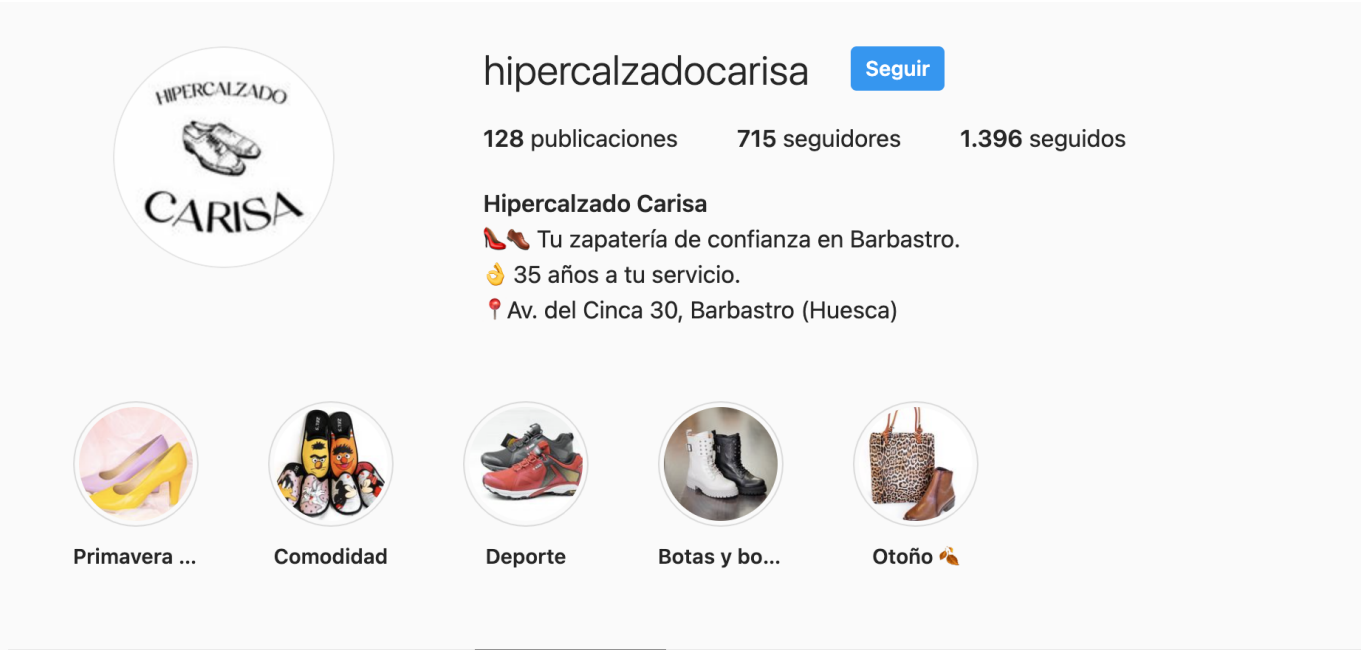 HIPERCALZADO
CARISA
hipercalzadocarisa
Seguir
128 publicaciones 715 seguidores 1.396 seguidos
Hipercalzado Carisa
👠👞 Tu zapatería de confianza en Barbastro.
👌 35 años a tu servicio.
📍Av. del Cinca 30, Barbastro (Huesca)
Primavera ... Comodidad Deporte Botas y bo... Otoño 🍂